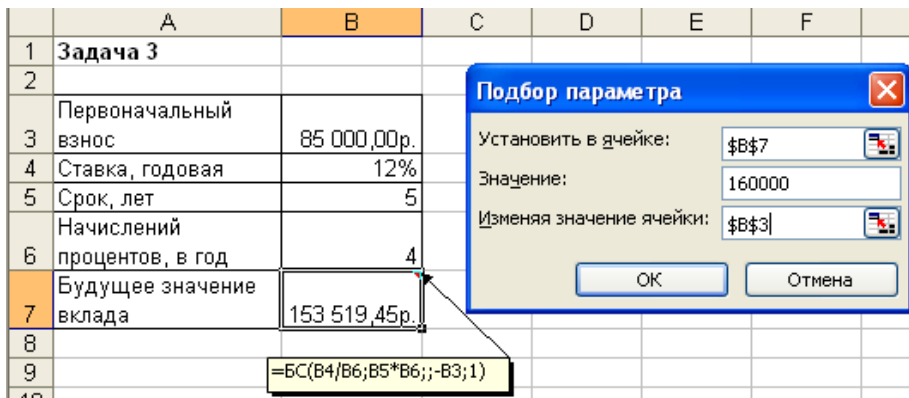 A B C D E F
1 Задача 3
2
Первоначальный
3 взнос 85 000,00р.
4 Ставка, годовая 12%
5 Срок, лет 5
Начислений
6 процентов, в год 4
Будущее значение
7 вклада 153 519,45р.
8
9
=БС(B4/B6;B5*B6;;-B3;1)
Подбор параметра
Установить в ячейке: $B$7
Значение: 160000
Изменяя значение ячейки: $B$3
ОК Отмена